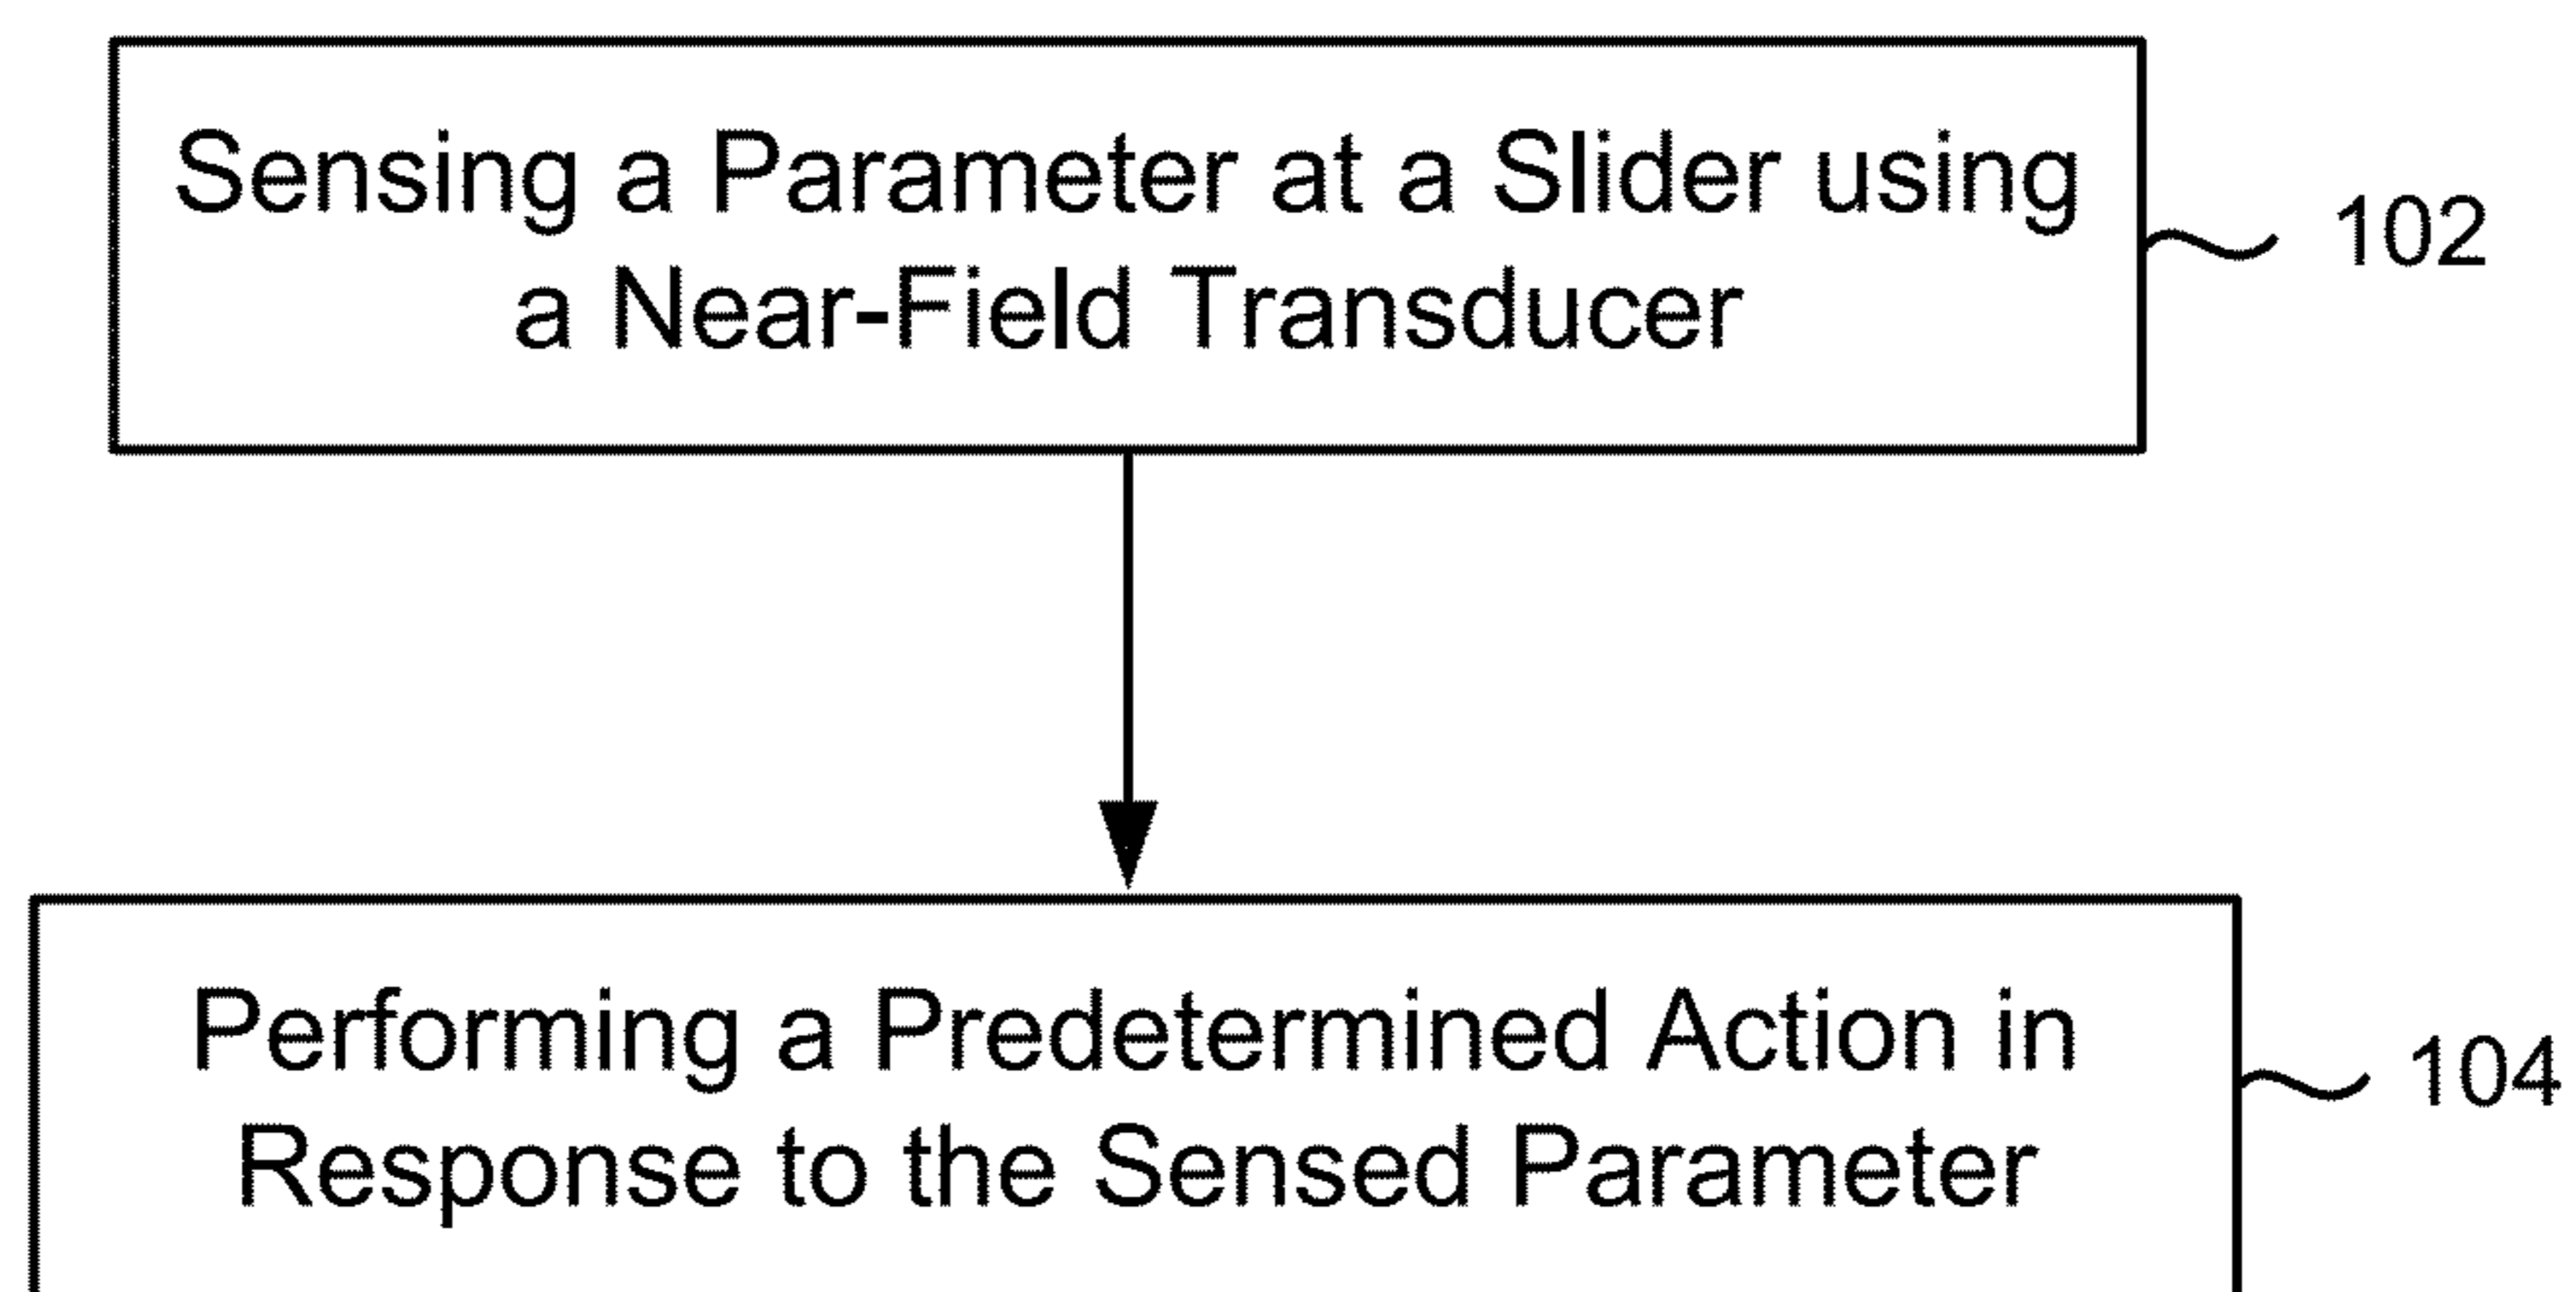 Sensing a Parameter at a Slider using
a Near-Field Transducer
102
Performing a Predetermined Action in
Response to the Sensed Parameter
104